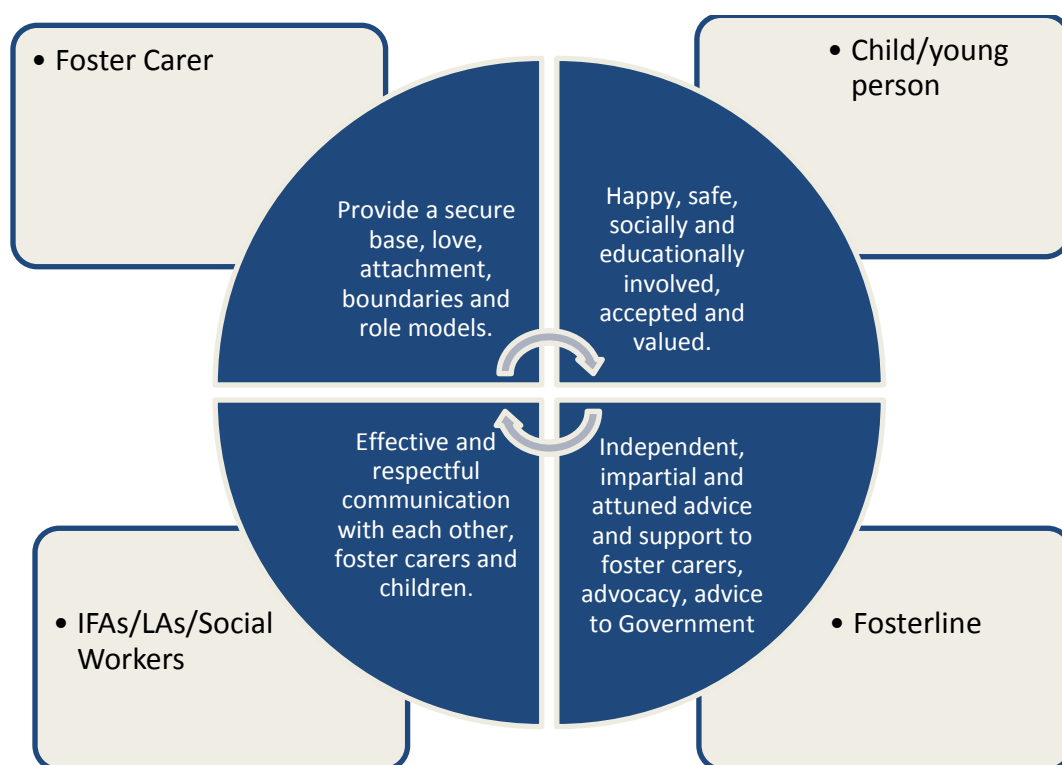 • Foster Carer
• Child/young
person
Provide a secure
base, love,
attachment,
boundaries and
role models.
Happy, safe,
socially and
educationally
involved,
accepted and
valued.
Effective and
respectful
communication
with each other,
foster carers and
children.
Independent,
impartial and
attuned advice
and support to
foster carers,
advocacy, advice
to Government
• IFAs/LAs/Social
Workers
• Fosterline